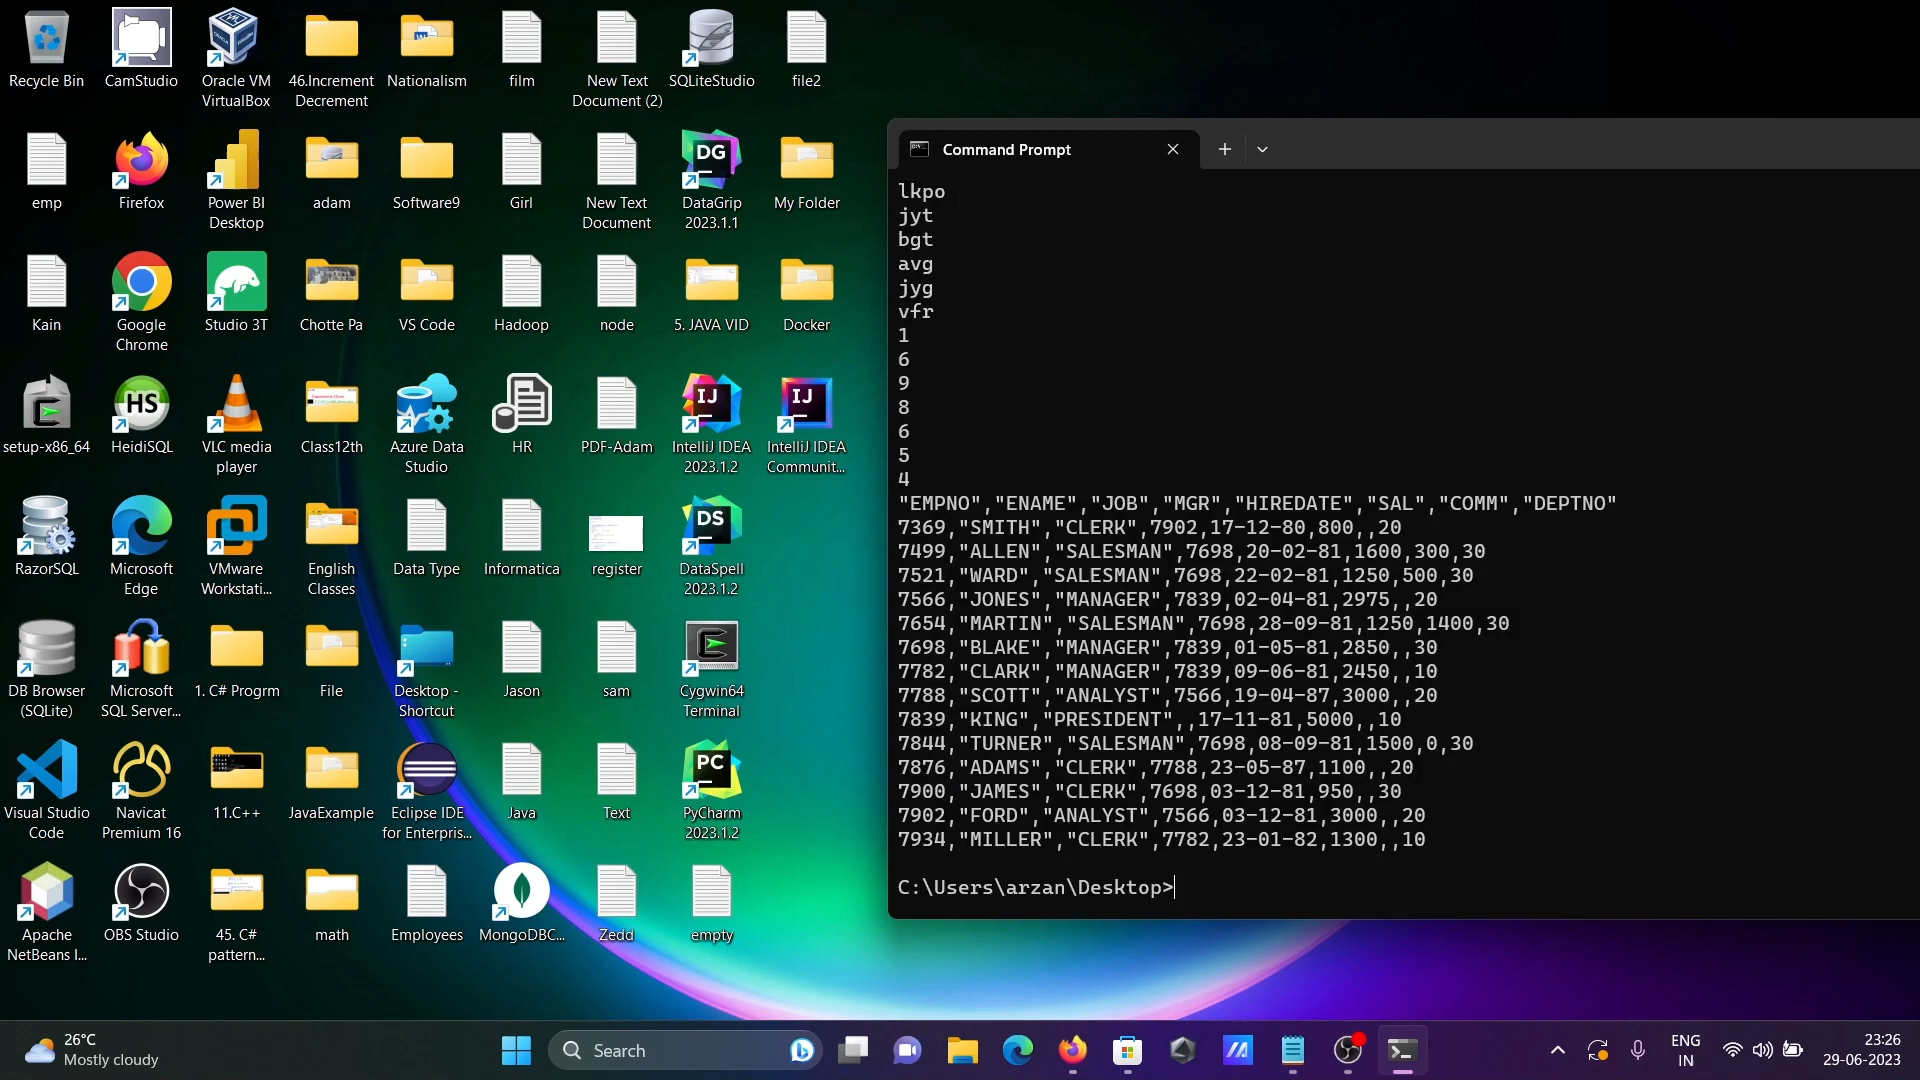 Recycle Bin
CamStudio
Oracle VM
VirtualBox
46.Increment
Decrement
Nationalism
film
New Text
Document (2)
SQLiteStudio
file2
emp
Firefox
Power BI
Desktop
adam
Software9
Girl
New Text
Document
DG
DataGrip
2023.1.1
My Folder
Kain
Google
Chrome
Studio 3T
Chotte Pa
VS Code
Hadoop
node
5. JAVA VID
Docker
setup-x86_64
HS
HeidiSQL
VLC media
player
Class12th
Azure Data
Studio
HR
PDF-Adam
IJ
IntelliJ IDEA
2023.1.2
IJ
IntelliJ IDEA
Communit...
RazorSQL
Microsoft
Edge
VMware
Workstati...
English
Classes
Data Type
Informatica
register
DS
DataSpell
2023.1.2
DB Browser
(SQLite)
Microsoft
SQL Server...
1. C# Progrm
File
Desktop -
Shortcut
Jason
sam
Cygwin64
Terminal
Visual Studio
Code
Navicat
Premium 16
11.C++
JavaExample
Eclipse IDE
for Enterpris...
Java
Text
PC
PyCharm
2023.1.2
Apache
NetBeans I...
OBS Studio
45. C#
pattern...
math
Employees
MongoDBC...
Zedd
empty
Command Prompt
lkpo
jyt
bgt
avg
jyg
vfr
1
6
9
8
6
5
4
"EMPNO","ENAME","JOB","MGR","HIREDATE","SAL","COMM","DEPTNO"
7369,"SMITH","CLERK",7902,17-12-80,800,,20
7499,"ALLEN","SALESMAN",7698,20-02-81,1600,300,30
7521,"WARD","SALESMAN",7698,22-02-81,1250,500,30
7566,"JONES","MANAGER",7839,02-04-81,2975,,20
7654,"MARTIN","SALESMAN",7698,28-09-81,1250,1400,30
7698,"BLAKE","MANAGER",7839,01-05-81,2850,,30
7782,"CLARK","MANAGER",7839,09-06-81,2450,,10
7788,"SCOTT","ANALYST",7566,19-04-87,3000,,20
7839,"KING","PRESIDENT",,17-11-81,5000,,10
7844,"TURNER","SALESMAN",7698,08-09-81,1500,0,30
7876,"ADAMS","CLERK",7788,23-05-87,1100,,20
7900,"JAMES","CLERK",7698,03-12-81,950,,30
7902,"FORD","ANALYST",7566,03-12-81,3000,,20
7934,"MILLER","CLERK",7782,23-01-82,1300,,10
C:\Users\arzan\Desktop>
26°C
Mostly cloudy
Search
ENG
IN
23:26
29-06-2023